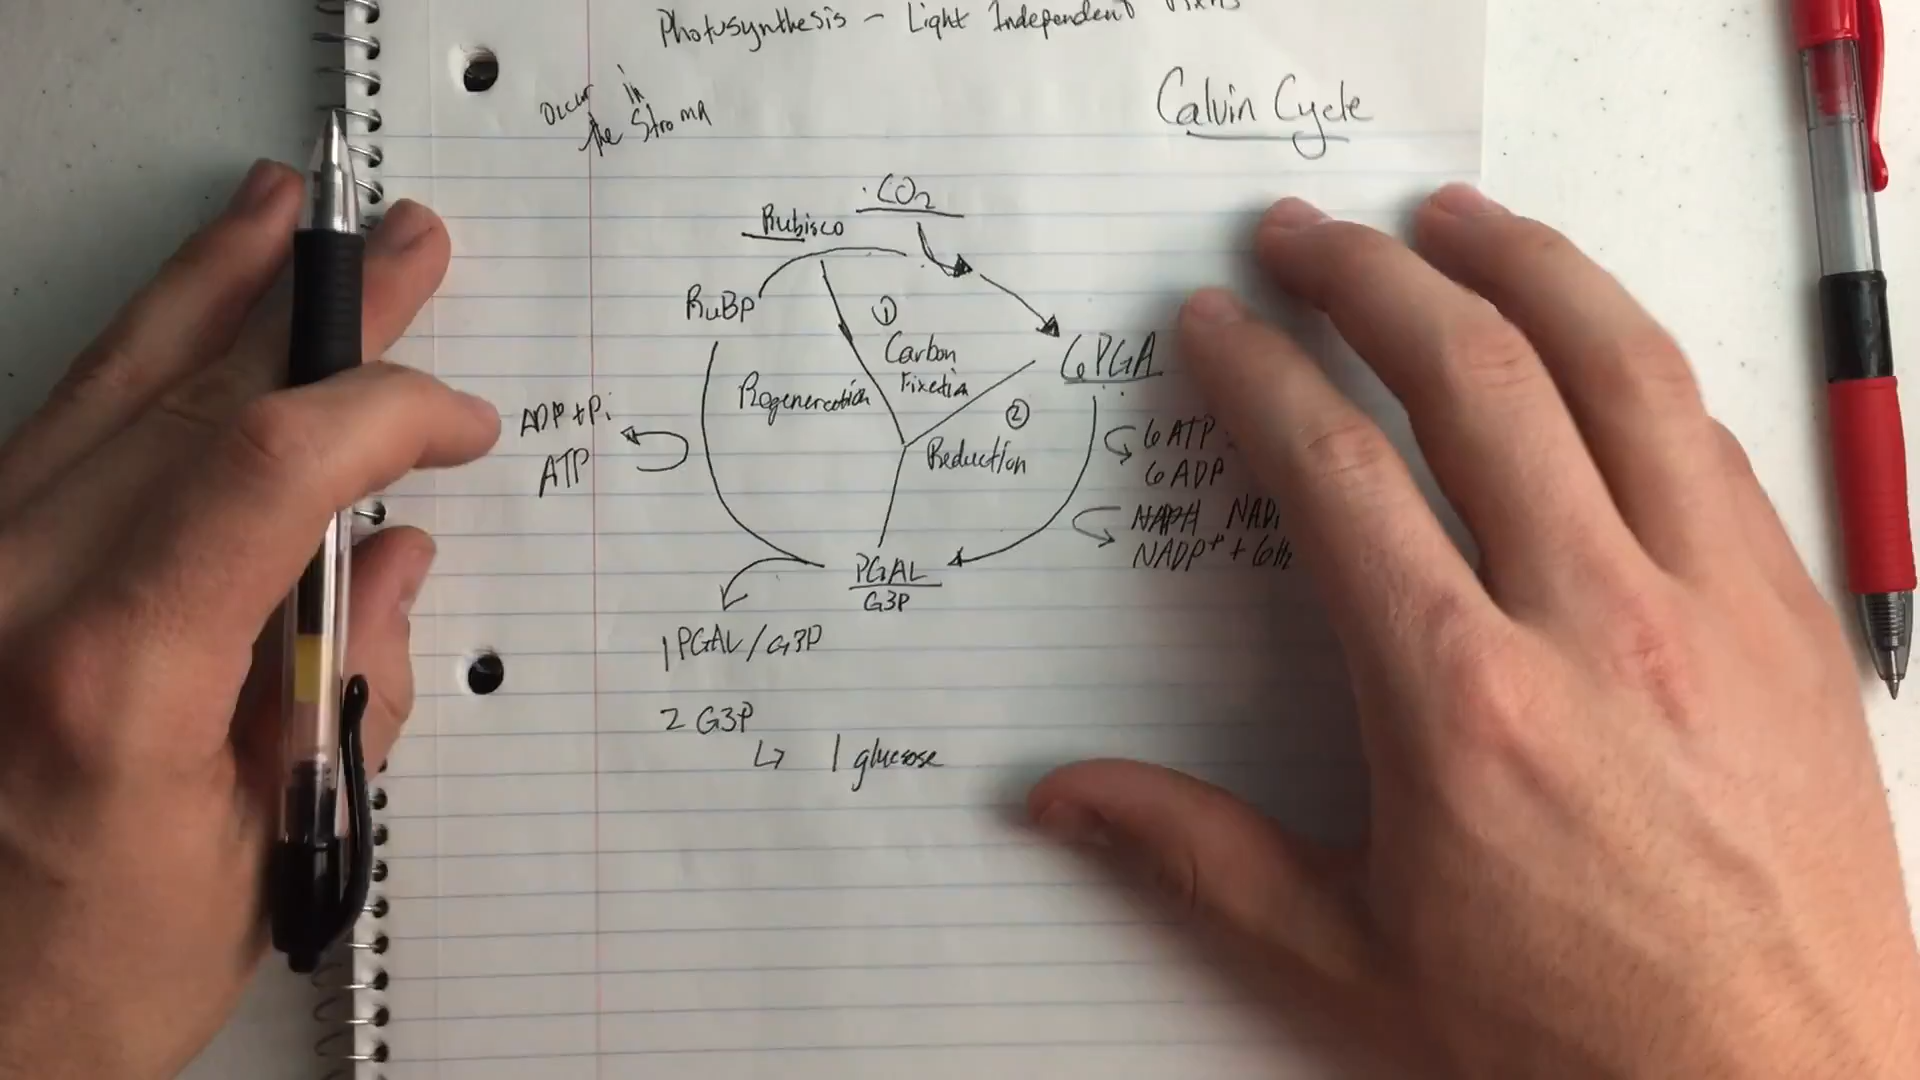 Photosynthesis - Light Independent
Calvin Cycle
Occur in
the Stroma
CO2
Rubisco
RuBP
①
Carbon
Fixation
6PGA
Regeneration
②
Reduction
ADP + Pi
ATP
6 ATP
6 ADP
NADPH
NADP+ + 6H
PGAL
G3P
1 PGAL / G3P
2 G3P
↳ 1 glucose